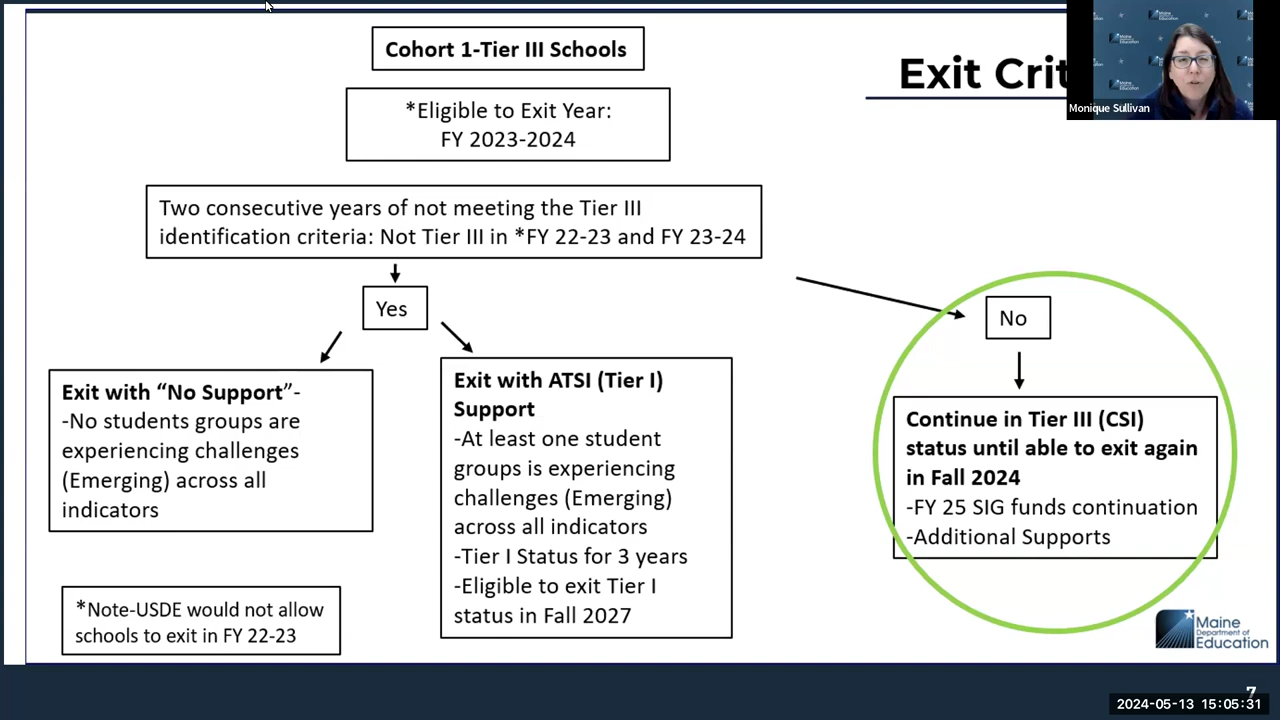 Cohort 1-Tier III Schools
Exit Crit
Monique Sullivan
*Eligible to Exit Year:
FY 2023-2024
Two consecutive years of not meeting the Tier III
identification criteria: Not Tier III in *FY 22-23 and FY 23-24
Yes
No
Exit with “No Support”-
-No students groups are
experiencing challenges
(Emerging) across all
indicators
Exit with ATSI (Tier I)
Support
-At least one student
groups is experiencing
challenges (Emerging)
across all indicators
-Tier I Status for 3 years
-Eligible to exit Tier I
status in Fall 2027
Continue in Tier III (CSI)
status until able to exit again
in Fall 2024
-FY 25 SIG funds continuation
-Additional Supports
*Note-USDE would not allow
schools to exit in FY 22-23
Maine
Department of
Education
7
2024-05-13 15:05:31